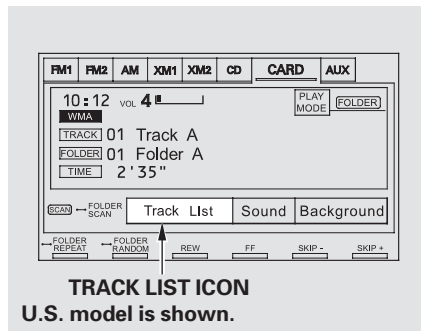 FM1 FM2 AM XM1 XM2 CD CARD AUX
10:12 VOL 4 PLAY MODE FOLDER
WMA
TRACK 01 Track A
FOLDER 01 Folder A
TIME 2'35"
SCAN FOLDER SCAN Track LIst Sound Background
FOLDER REPEAT FOLDER RANDOM REW FF SKIP - SKIP +
TRACK LIST ICON
U.S. model is shown.